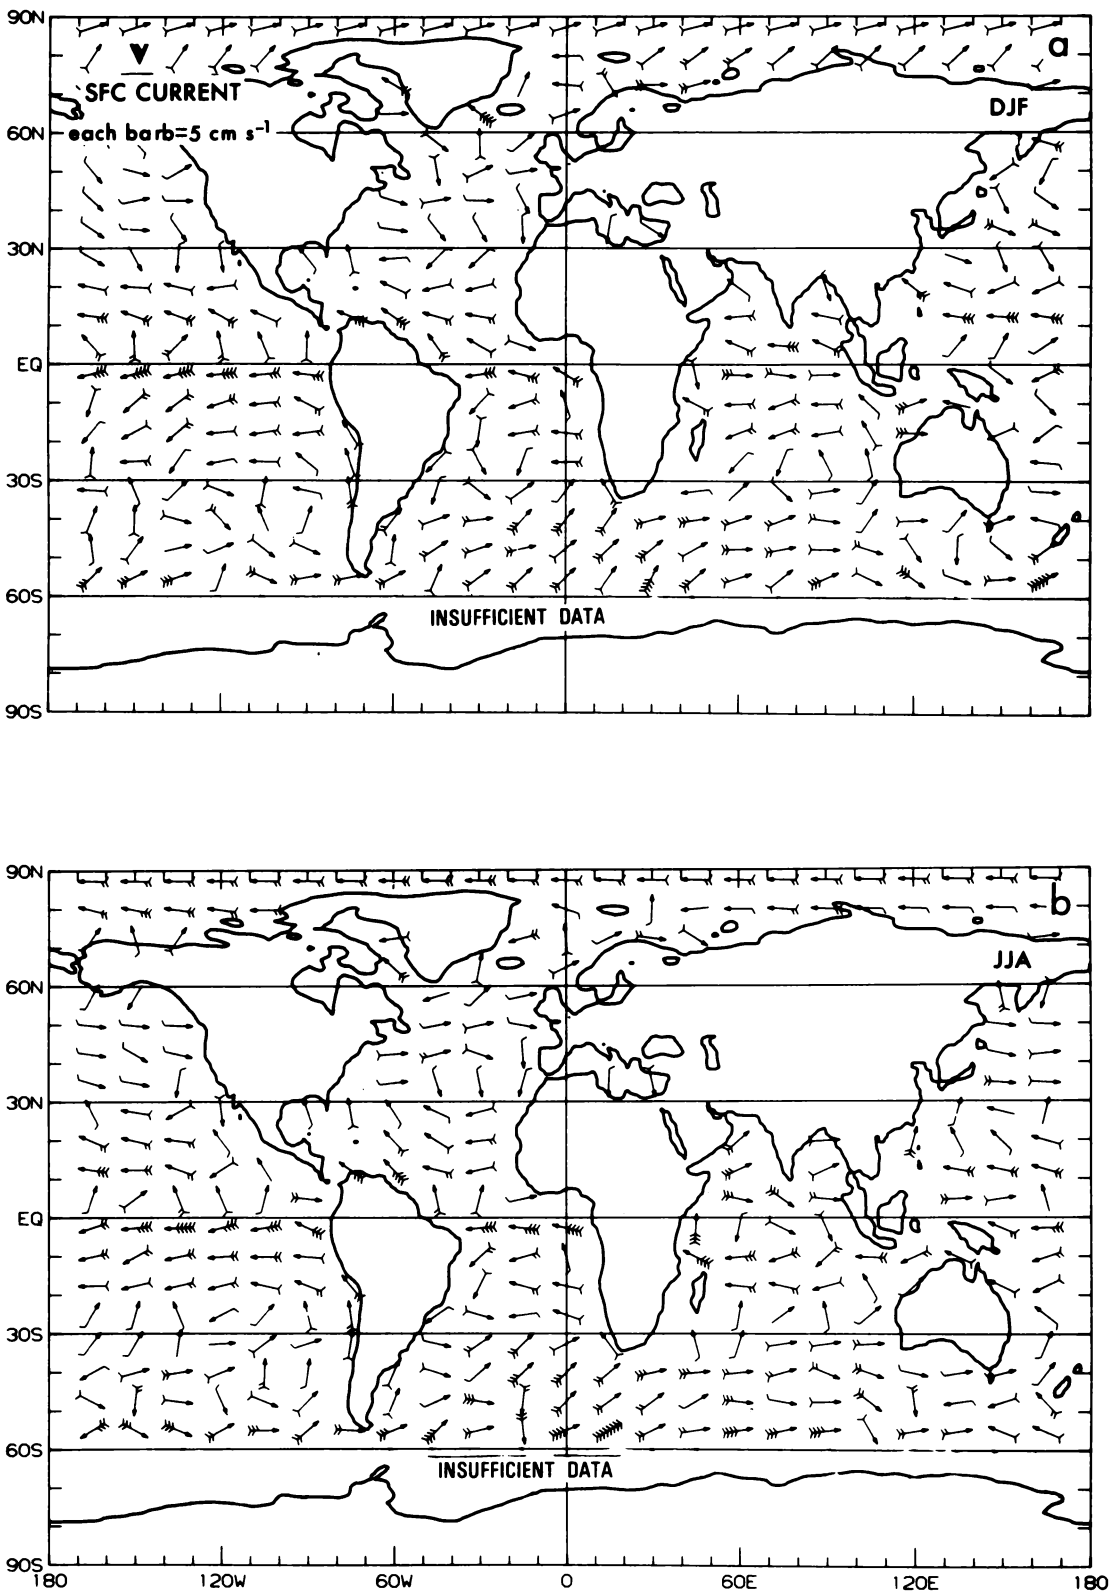 90N
V
a
SFC CURRENT
DJF
each barb=5 cm s⁻¹
60N
30N
EQ
30S
60S
INSUFFICIENT DATA
90S
90N
b
JJA
60N
30N
EQ
30S
60S
INSUFFICIENT DATA
90S
180 120W 60W 0 60E 120E 180